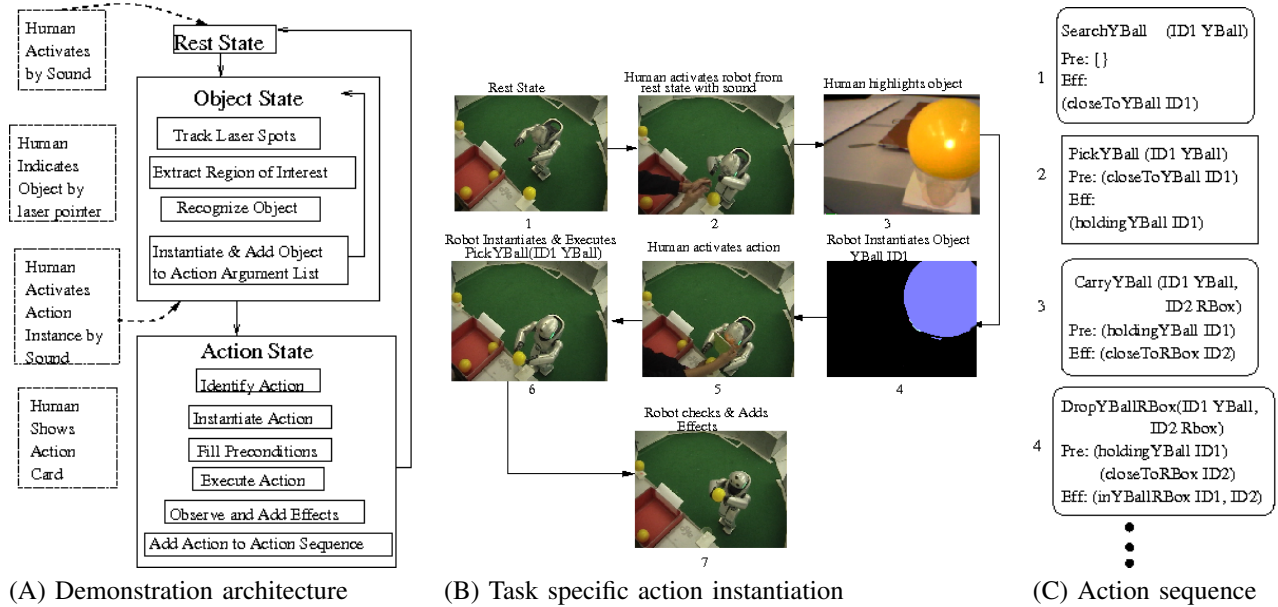 Human
Activates
by Sound
Rest State
Object State
Track Laser Spots
Extract Region of Interest
Recognize Object
Instantiate & Add Object
to Action Argument List
Human
Indicates
Object by
laser pointer
Human
Activates
Action
Instance by
Sound
Action State
Identify Action
Instantiate Action
Fill Preconditions
Execute Action
Observe and Add Effects
Add Action to Action Sequence
Human
Shows
Action
Card
(A) Demonstration architecture
Rest State
1
Human activates robot from
rest state with sound
2
Human highlights object
3
Robot Instantiates Object
YBall ID1
4
Human activates action
5
Robot Instantiates & Executes
PickYBall(ID1 YBall)
6
Robot checks & Adds
Effects
7
(B) Task specific action instantiation
1
SearchYBall (ID1 YBall)
Pre: [ ]
Eff:
(closeToYBall ID1)
2
PickYBall (ID1 YBall)
Pre: (closeToYBall ID1)
Eff:
(holdingYBall ID1)
3
CarryYBall (ID1 YBall,
ID2 RBox)
Pre: (holdingYBall ID1)
Eff: (closeToRBox ID2)
4
DropYBallRBox(ID1 YBall,
ID2 Rbox)
Pre: (holdingYBall ID1)
(closeToRBox ID2)
Eff: (inYBallRBox ID1, ID2)
(C) Action sequence